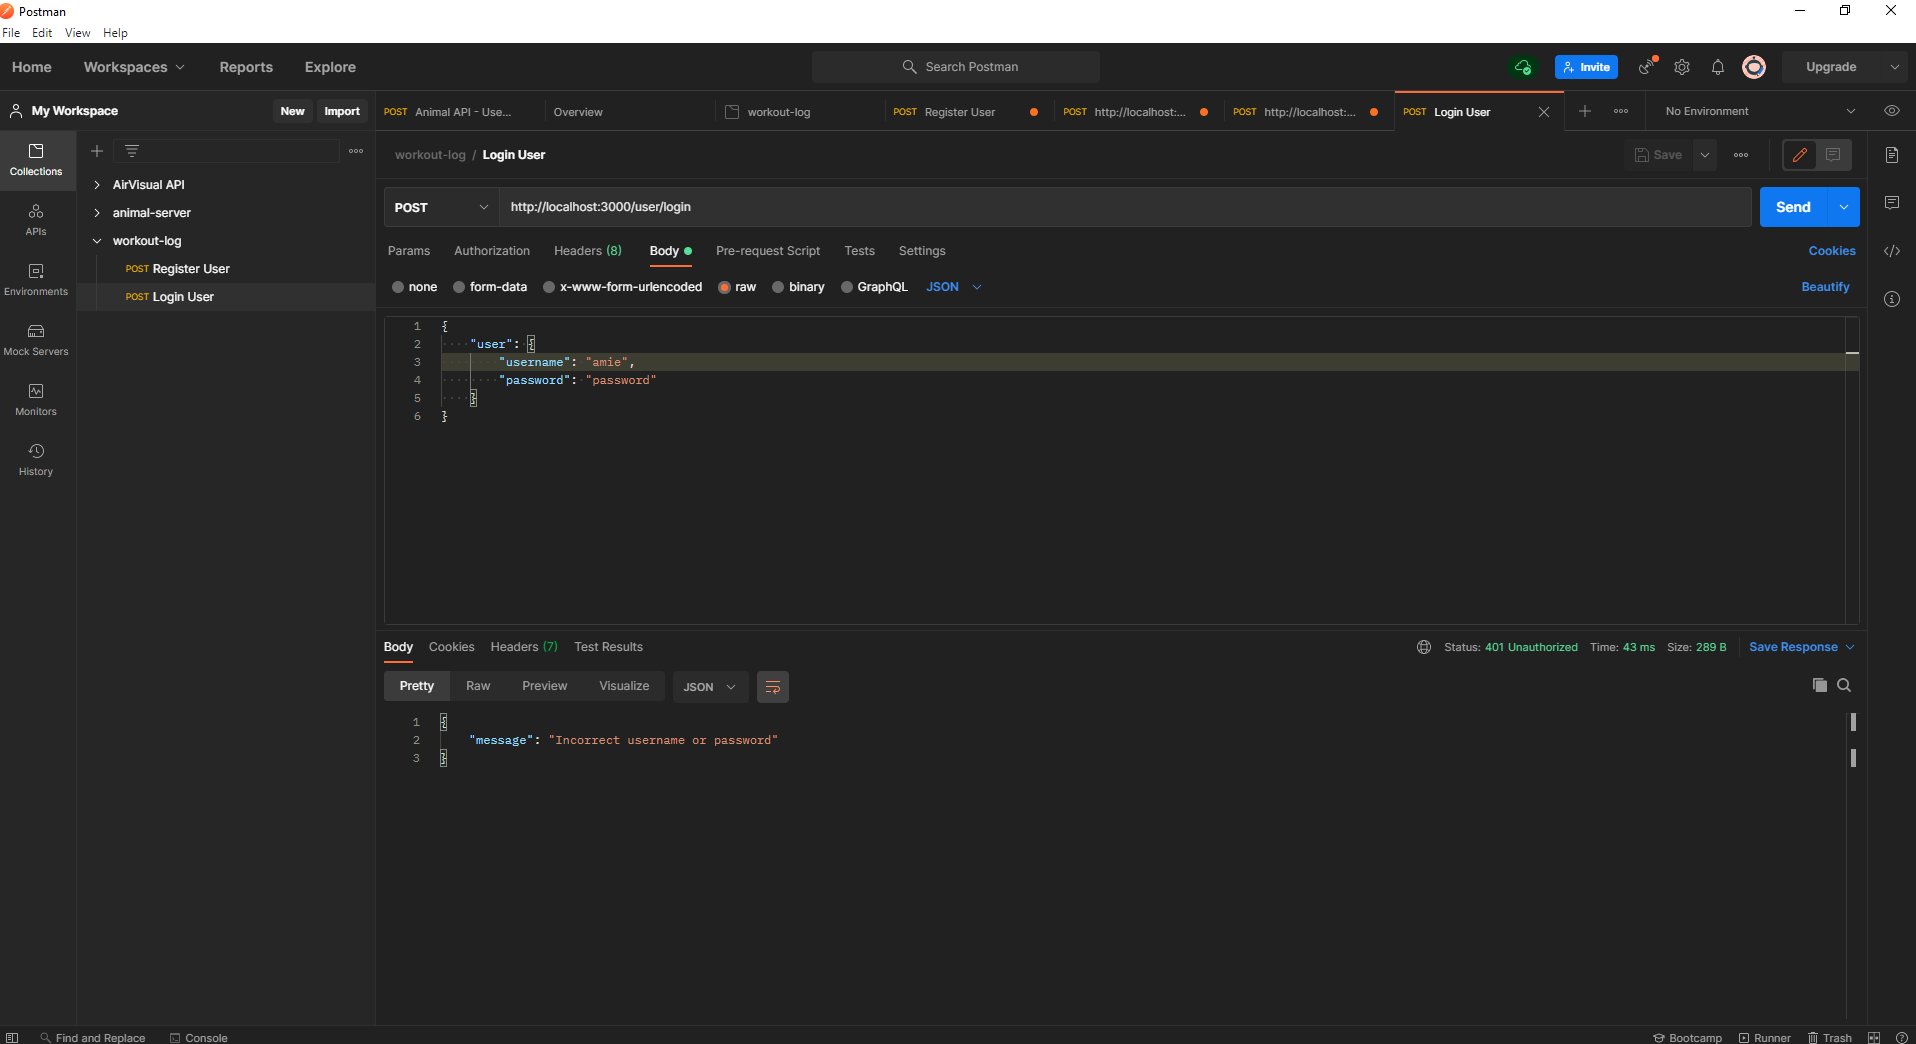 Postman
File Edit View Help
Home Workspaces Reports Explore Search Postman Invite Upgrade
My Workspace New Import
POST Animal API - Use... Overview workout-log POST Register User POST http://localhost:... POST http://localhost:... POST Login User No Environment
Collections
APIs
Environments
Mock Servers
Monitors
History
AirVisual API
animal-server
workout-log
POST Register User
POST Login User
workout-log / Login User Save
POST http://localhost:3000/user/login Send
Params Authorization Headers (8) Body Pre-request Script Tests Settings Cookies
none form-data x-www-form-urlencoded raw binary GraphQL JSON Beautify
1 {
2 "user": {
3 "username": "amie",
4 "password": "password"
5 }
6 }
Body Cookies Headers (7) Test Results Status: 401 Unauthorized Time: 43 ms Size: 289 B Save Response
Pretty Raw Preview Visualize JSON
1 {
2 "message": "Incorrect username or password"
3 }
Find and Replace Console Bootcamp Runner Trash